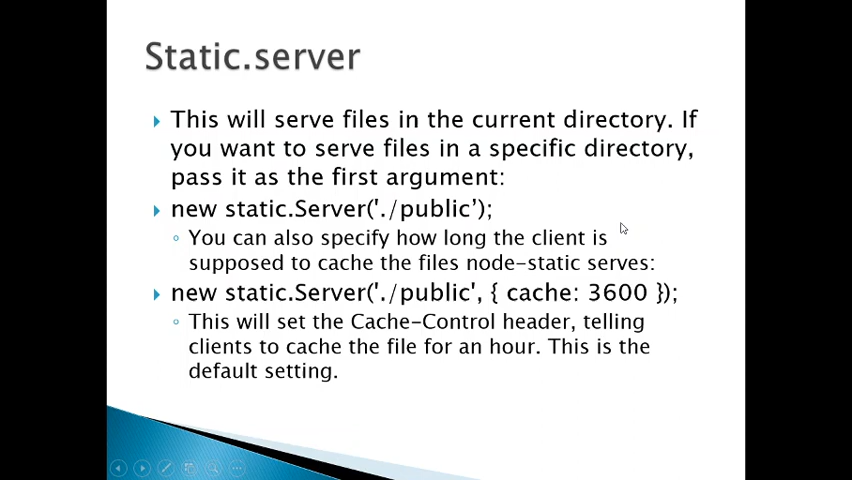 Static.server
This will serve files in the current directory. If
you want to serve files in a specific directory,
pass it as the first argument:
new static.Server('./public’);
You can also specify how long the client is
supposed to cache the files node-static serves:
new static.Server('./public', { cache: 3600 });
This will set the Cache-Control header, telling
clients to cache the file for an hour. This is the
default setting.